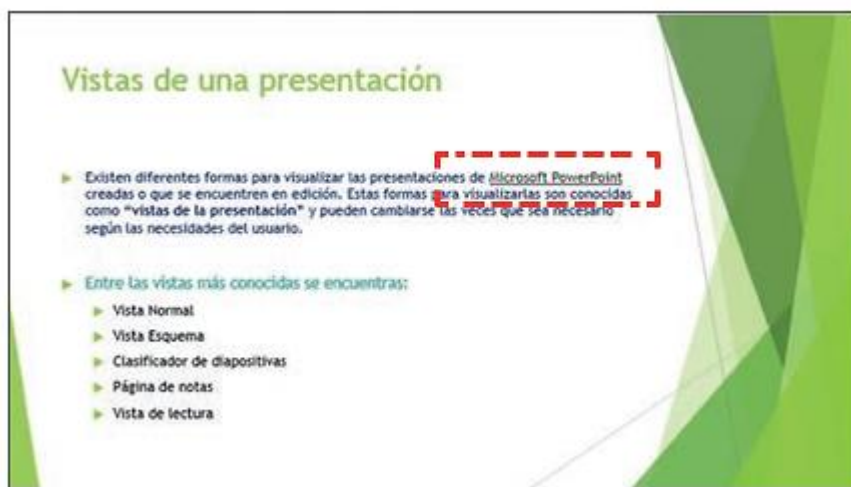 Vistas de una presentación
Existen diferentes formas para visualizar las presentaciones de Microsoft PowerPoint
creadas o que se encuentren en edición. Estas formas para visualizarlas son conocidas
como “vistas de la presentación” y pueden cambiarse las veces que sea necesario
según las necesidades del usuario.
Entre las vistas más conocidas se encuentras:
Vista Normal
Vista Esquema
Clasificador de diapositivas
Página de notas
Vista de lectura